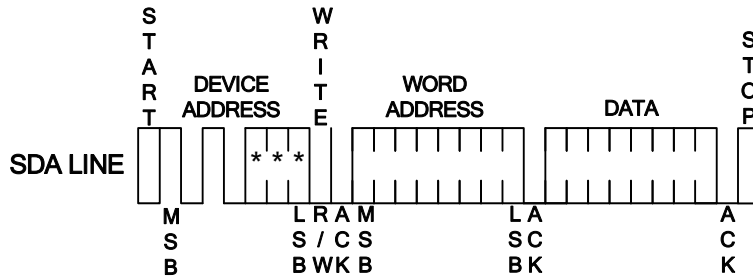 START
WRITE
STOP
DEVICE
ADDRESS
WORD
ADDRESS
DATA
SDA LINE
* * *
MSB
LSB
R/W
ACK
MSB
LSB
ACK
ACK